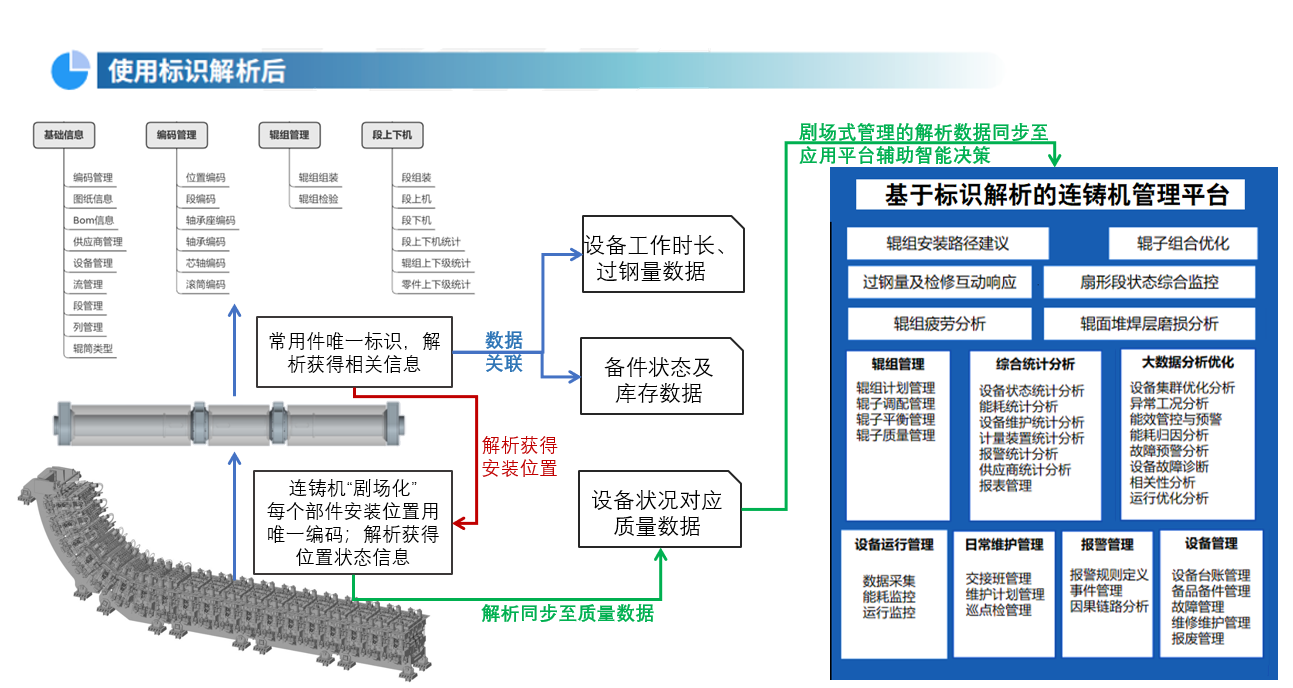 使用标识解析后
基础信息
编码管理
图纸信息
Bom信息
供应商管理
设备管理
流管理
段管理
列管理
辊筒类型
编码管理
位置编码
段编码
轴承座编码
轴承编码
芯轴编码
滚筒编码
辊组管理
辊组组装
辊组检验
段上下机
段组装
段上机
段下机
段上下机统计
辊组上下级统计
零件上下级统计
常用件唯一标识，解
析获得相关信息
数据
关联
设备工作时长、
过钢量数据
备件状态及
库存数据
解析获得
安装位置
连铸机“剧场化”
每个部件安装位置用
唯一编码；解析获得
位置状态信息
设备状况对应
质量数据
解析同步至质量数据
剧场式管理的解析数据同步至
应用平台辅助智能决策
基于标识解析的连铸机管理平台
辊组安装路径建议
辊子组合优化
过钢量及检修互动响应
扇形段状态综合监控
辊组疲劳分析
辊面堆焊层磨损分析
辊组管理
辊组计划管理
辊子调配管理
辊子平衡管理
辊子质量管理
综合统计分析
设备状态统计分析
能耗统计分析
设备维护统计分析
计量装置统计分析
报警统计分析
供应商统计分析
报表管理
大数据分析优化
设备集群优化分析
异常工况分析
能效管控与预警
能耗归因分析
故障预警分析
设备故障诊断
相关性分析
运行优化分析
设备运行管理
数据采集
能耗监控
运行监控
日常维护管理
交接班管理
维护计划管理
巡点检管理
报警管理
报警规则定义
事件管理
因果链路分析
设备管理
设备台账管理
备品备件管理
故障管理
维修维护管理
报废管理